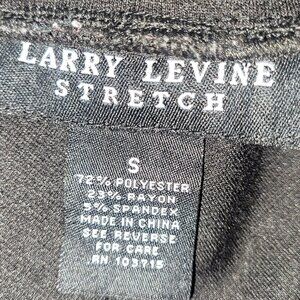 LARRY LEVINE
STRETCH
S
72% POLYESTER
23% RAYON
5% SPANDEX
MADE IN CHINA
SEE REVERSE
FOR CARE
RN 103715